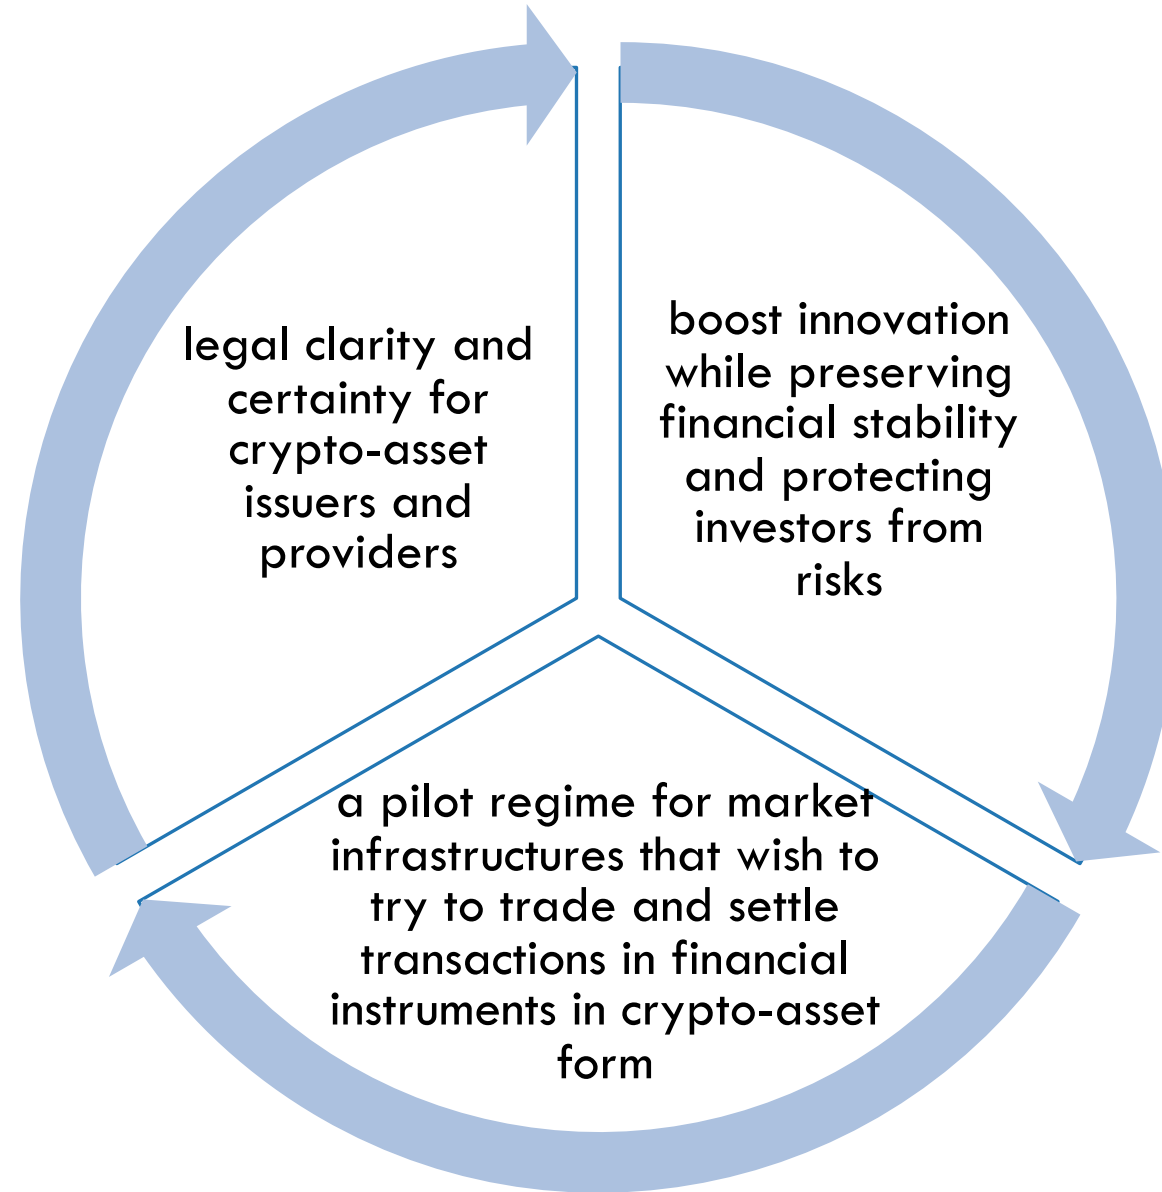 legal clarity and
certainty for
crypto-asset
issuers and
providers
boost innovation
while preserving
financial stability
and protecting
investors from
risks
a pilot regime for market
infrastructures that wish to
try to trade and settle
transactions in financial
instruments in crypto-asset
form